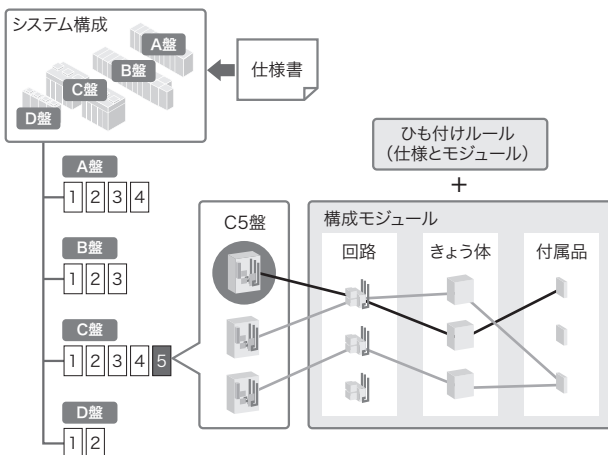 システム構成
A盤
B盤
C盤
D盤
仕様書
ひも付けルール
（仕様とモジュール）
+
A盤
1 2 3 4
B盤
1 2 3
C盤
1 2 3 4 5
D盤
1 2
C5盤
構成モジュール
回路 きょう体 付属品